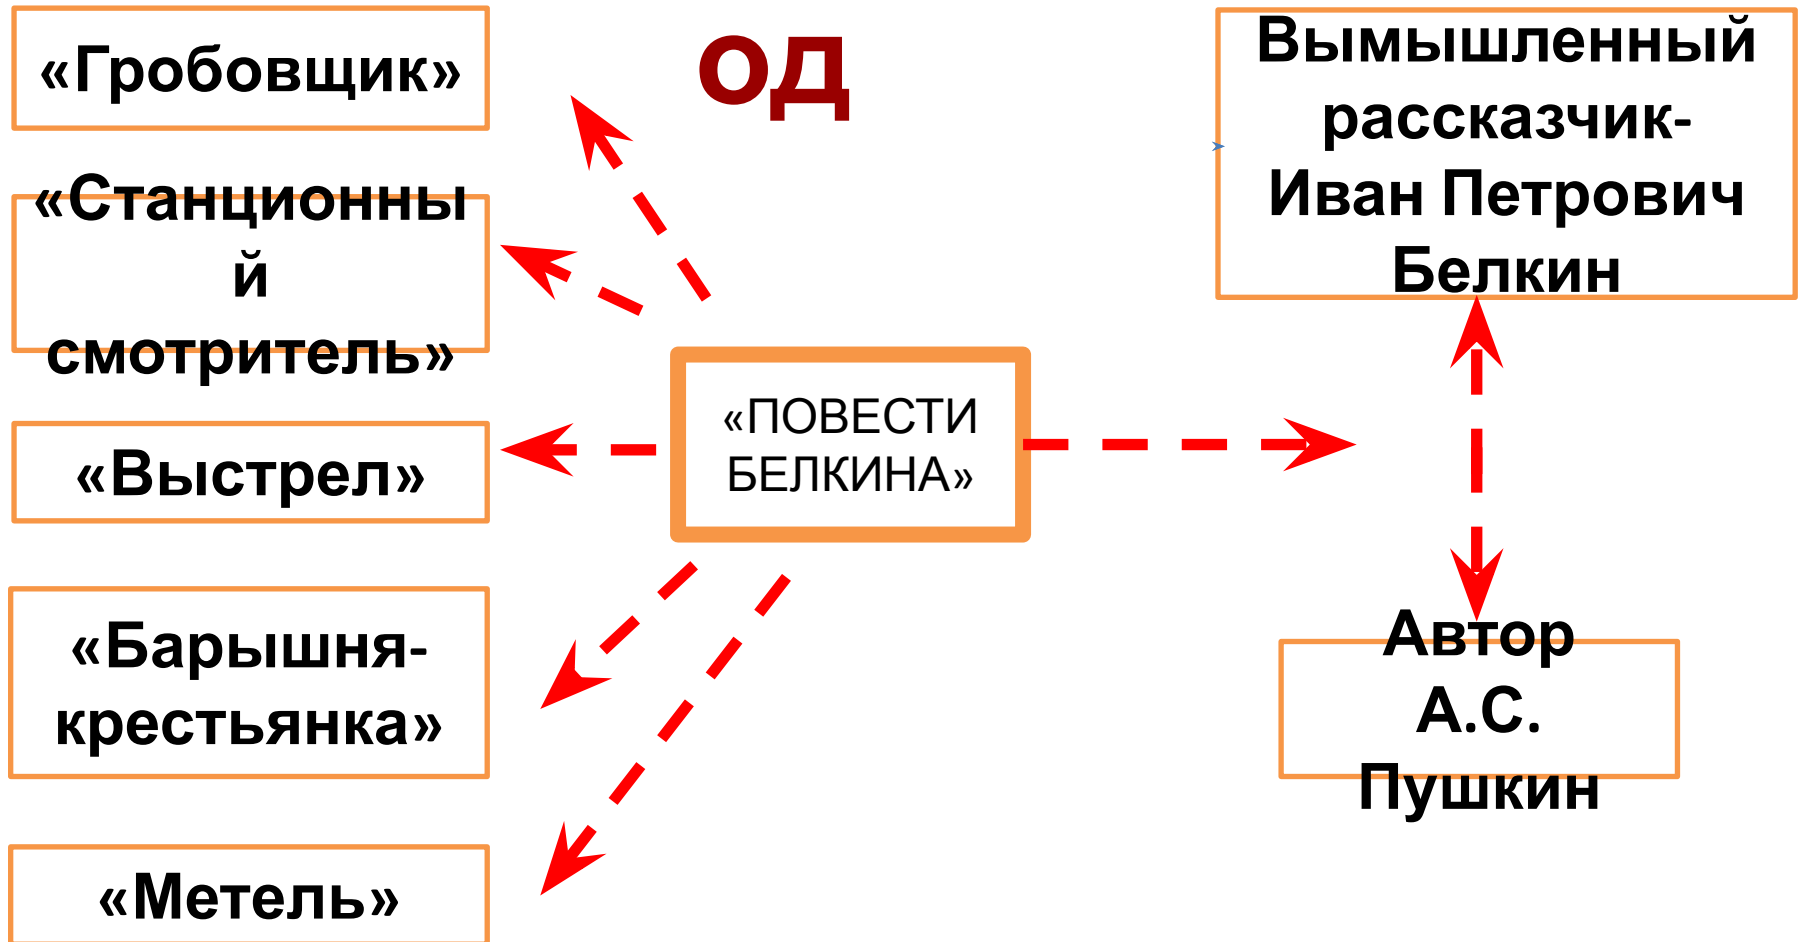 «Гробовщик»
од
«Станционны
й
смотритель»
«Выстрел»
«Барышня-
крестьянка»
«Метель»
«ПОВЕСТИ
БЕЛКИНА»
Вымышленный
рассказчик-
Иван Петрович
Белкин
Автор
А.С.
Пушкин